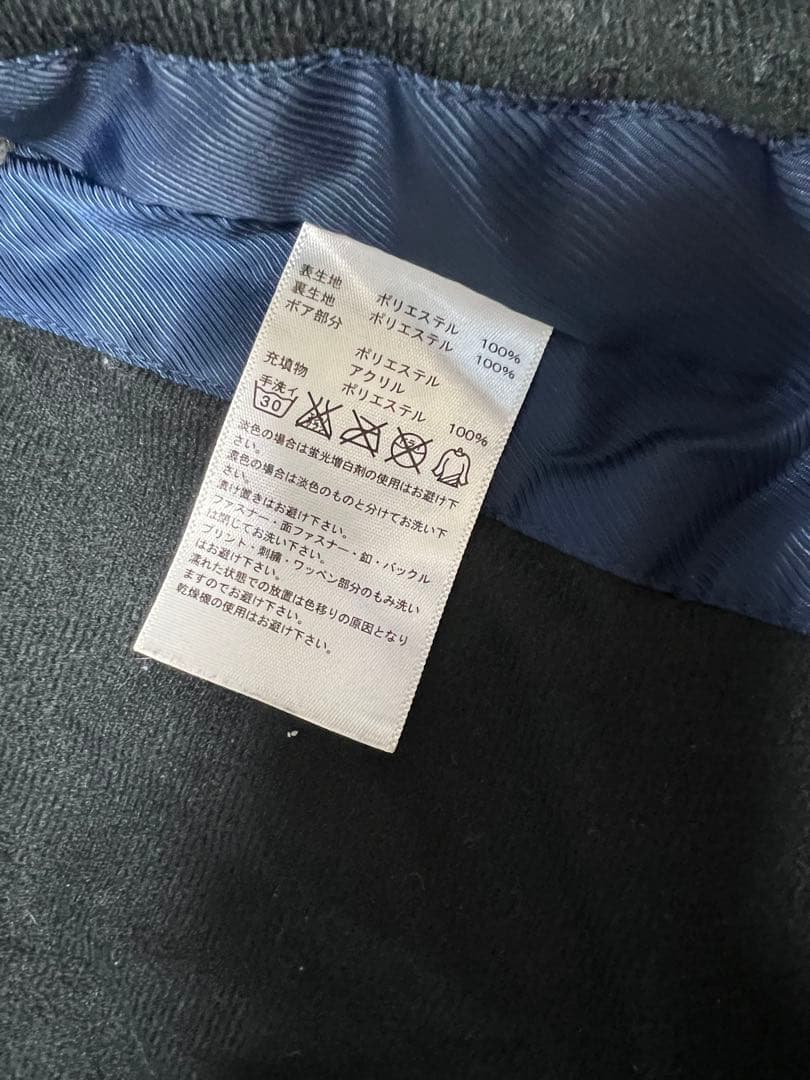 表生地 ポリエステル 100%
裏生地 ポリエステル 100%
ボア部分 ポリエステル
アクリル
充填物 ポリエステル 100%
手洗イ
30
淡色の場合は蛍光増白剤の使用はお避け下
さい。
濃色の場合は淡色のものと分けてお洗い下
さい。
漬け置きはお避け下さい。
ファスナー・面ファスナー・釦・バックル
は閉じてお洗い下さい。
プリント・刺繍・ワッペン部分のもみ洗い
はお避け下さい。
濡れた状態での放置は色移りの原因となり
ますのでお避け下さい。
乾燥機の使用はお避け下さい。